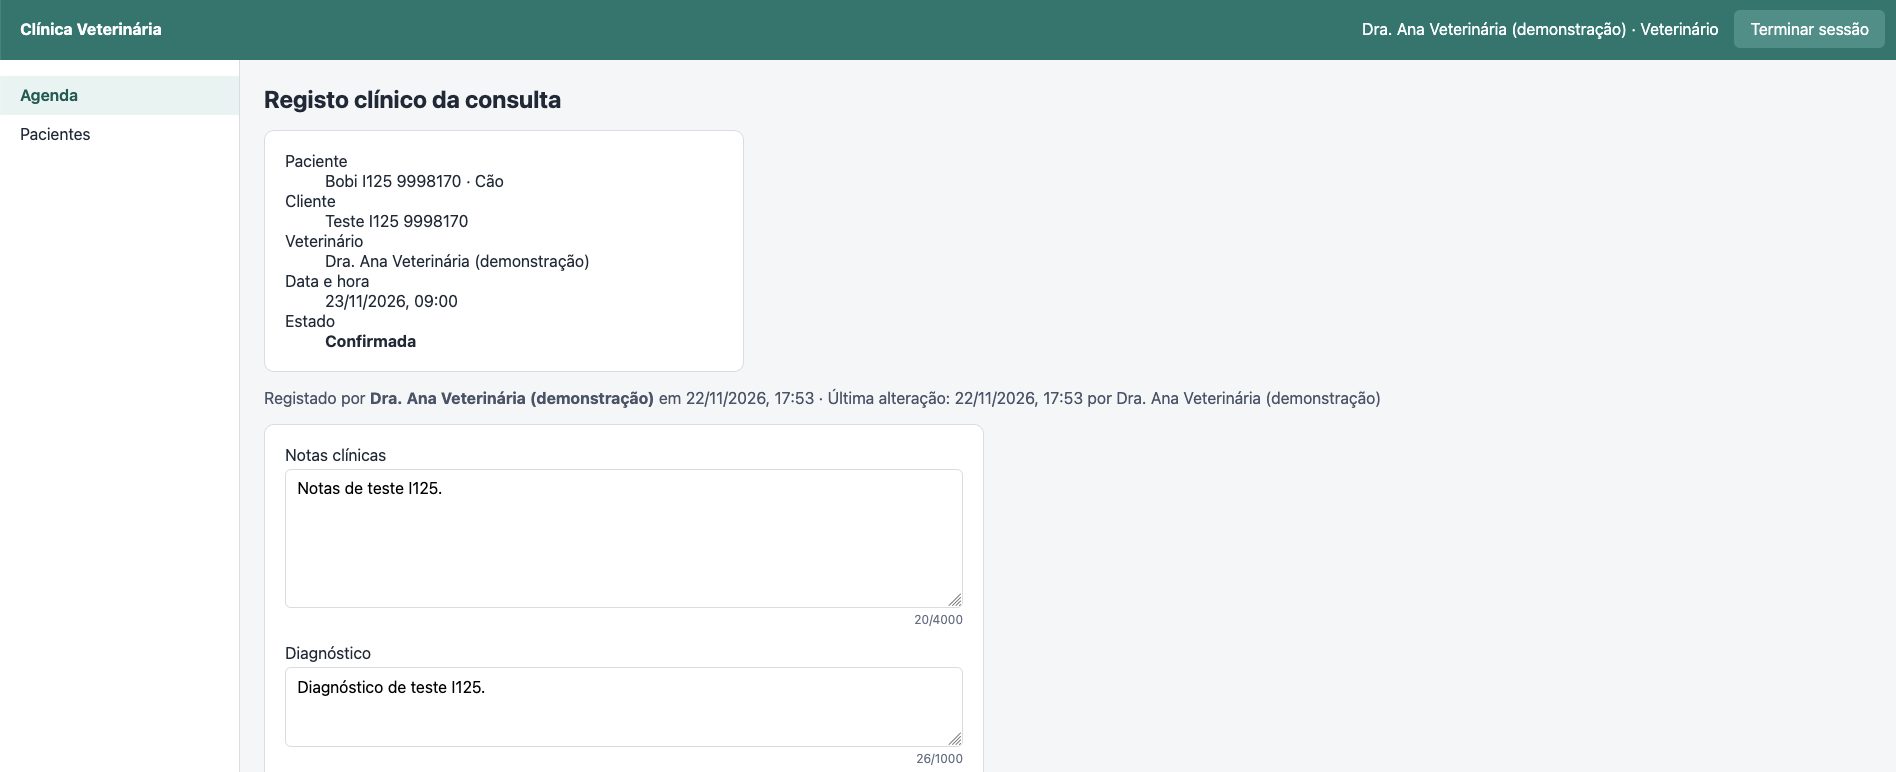 Clínica Veterinária
Dra. Ana Veterinária (demonstração) · Veterinário
Terminar sessão
Agenda
Pacientes
Registo clínico da consulta
Paciente
Bobi I125 9998170 · Cão
Cliente
Teste I125 9998170
Veterinário
Dra. Ana Veterinária (demonstração)
Data e hora
23/11/2026, 09:00
Estado
Confirmada
Registado por Dra. Ana Veterinária (demonstração) em 22/11/2026, 17:53 · Última alteração: 22/11/2026, 17:53 por Dra. Ana Veterinária (demonstração)
Notas clínicas
Notas de teste I125.
20/4000
Diagnóstico
Diagnóstico de teste I125.
26/1000